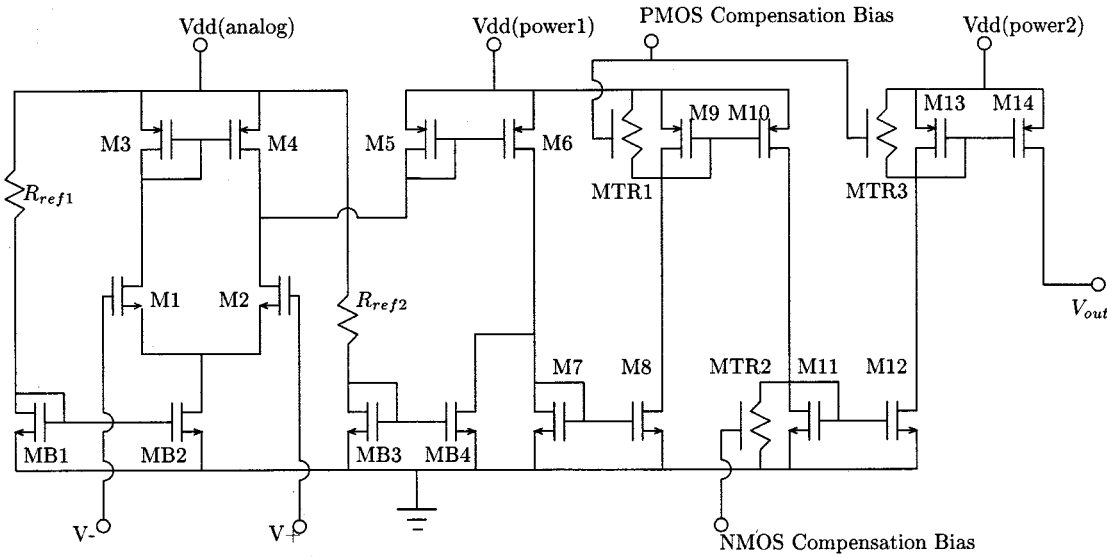 PMOS Compensation Bias
Vdd(analog)
Vdd(power1)
Vdd(power2)
M3
M4
M5
M6
M9
M10
M13
M14
MTR1
MTR3
Rref1
M1
M2
Rref2
Vout
M7
M8
MTR2
M11
M12
MB1
MB2
MB3
MB4
V-
V+
NMOS Compensation Bias